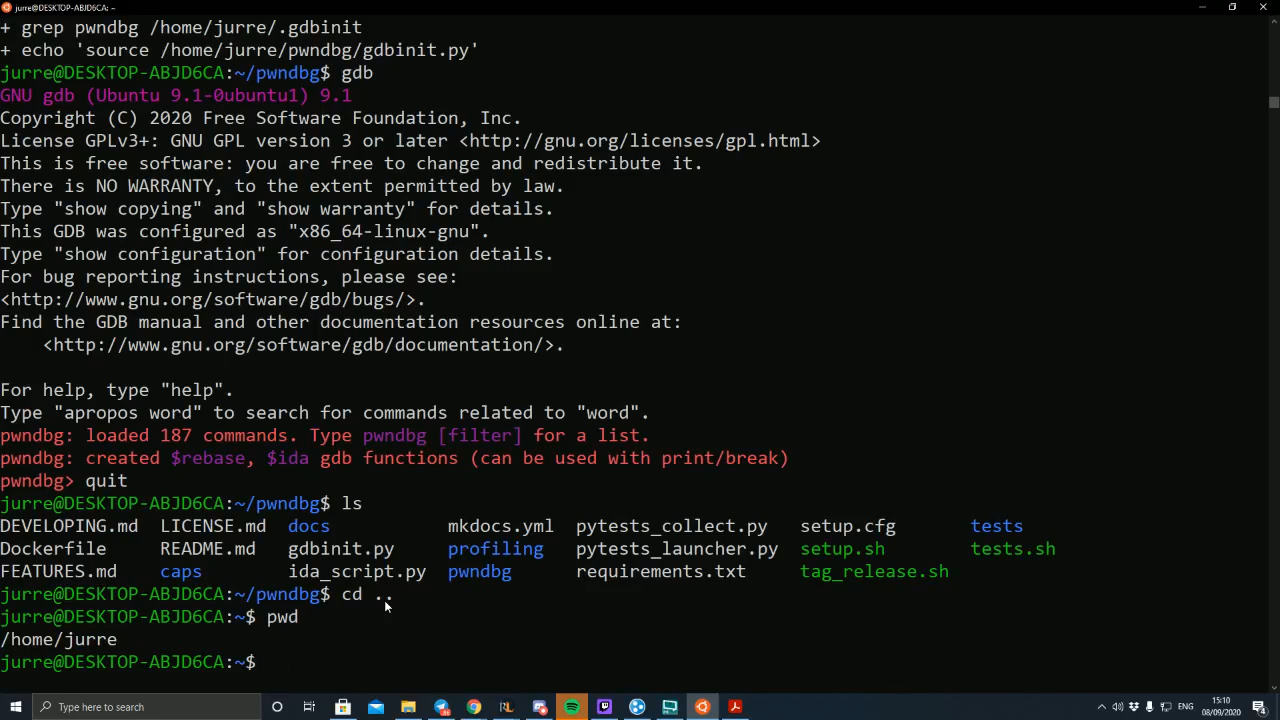 jurre@DESKTOP-ABJD6CA: ~/pwndbg
+ grep pwndbg /home/jurre/.gdbinit
+ echo 'source /home/jurre/pwndbg/gdbinit.py'
jurre@DESKTOP-ABJD6CA:~/pwndbg$ gdb
GNU gdb (Ubuntu 9.1-0ubuntu1) 9.1
Copyright (C) 2020 Free Software Foundation, Inc.
License GPLv3+: GNU GPL version 3 or later <http://gnu.org/licenses/gpl.html>
This is free software: you are free to change and redistribute it.
There is NO WARRANTY, to the extent permitted by law.
Type "show copying" and "show warranty" for details.
This GDB was configured as "x86_64-linux-gnu".
Type "show configuration" for configuration details.
For bug reporting instructions, please see:
<http://www.gnu.org/software/gdb/bugs/>.
Find the GDB manual and other documentation resources online at:
    <http://www.gnu.org/software/gdb/documentation/>.
For help, type "help".
Type "apropos word" to search for commands related to "word".
pwndbg: loaded 187 commands. Type pwndbg [filter] for a list.
pwndbg: created $rebase, $ida gdb functions (can be used with print/break)
pwndbg> quit
jurre@DESKTOP-ABJD6CA:~/pwndbg$ ls
DEVELOPING.md  LICENSE.md  docs  mkdocs.yml  pytests_collect.py  setup.cfg  tests
Dockerfile  README.md  gdbinit.py  profiling  pytests_launcher.py  setup.sh  tests.sh
FEATURES.md  caps  ida_script.py  pwndbg  requirements.txt  tag_release.sh
jurre@DESKTOP-ABJD6CA:~/pwndbg$ cd ..
jurre@DESKTOP-ABJD6CA:~$ pwd
/home/jurre
jurre@DESKTOP-ABJD6CA:~$
Type here to search
ENG
15:10
08/09/2020